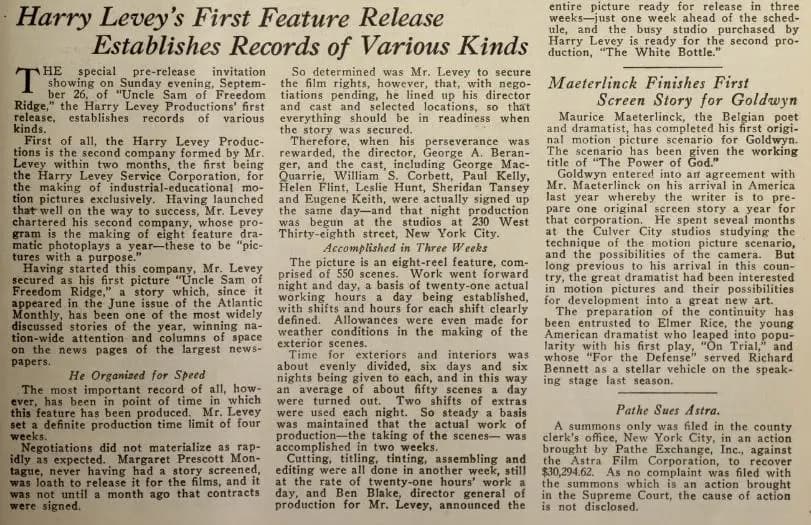 Harry Levey's First Feature Release
Establishes Records of Various Kinds
THE special pre-release invitation
showing on Sunday evening, Septem-
ber 26, of "Uncle Sam of Freedom
Ridge," the Harry Levey Productions' first
release, establishes records of various
kinds.
First of all, the Harry Levey Produc-
tions is the second company formed by Mr.
Levey within two months, the first being
the Harry Levey Service Corporation, for
the making of industrial-educational mo-
tion pictures exclusively. Having launched
that well on the way to success, Mr. Levey
chartered his second company, whose pro-
gram is the making of eight feature dra-
matic photoplays a year—these to be "pic-
tures with a purpose."
Having started this company, Mr. Levey
secured as his first picture "Uncle Sam of
Freedom Ridge," a story which, since it
appeared in the June issue of the Atlantic
Monthly, has been one of the most widely
discussed stories of the year, winning na-
tion-wide attention and columns of space
on the news pages of the largest news-
papers.
He Organized for Speed
The most important record of all, how-
ever, has been in point of time in which
this feature has been produced. Mr. Levey
set a definite production time limit of four
weeks.
Negotiations did not materialize as rap-
idly as expected. Margaret Prescott Mon-
tague, never having had a story screened,
was loath to release it for the films, and it
was not until a month ago that contracts
were signed.
So determined was Mr. Levey to secure
the film rights, however, that, with nego-
tiations pending, he lined up his director
and cast and selected locations, so that
everything should be in readiness when
the story was secured.
Therefore, when his perseverance was
rewarded, the director, George A. Beran-
ger, and the cast, including George Mac-
Quarrie, William S. Corbett, Paul Kelly,
Helen Flint, Leslie Hunt, Sheridan Tansey
and Eugene Keith, were actually signed up
the same day—and that night production
was begun at the studios at 230 West
Thirty-eighth street, New York City.
Accomplished in Three Weeks
The picture is an eight-reel feature, com-
prised of 550 scenes. Work went forward
night and day, a basis of twenty-one actual
working hours a day being established,
with shifts and hours for each shift clearly
defined. Allowances were even made for
weather conditions in the making of the
exterior scenes.
Time for exteriors and interiors was
about evenly divided, six days and six
nights being given to each, and in this way
an average of about fifty scenes a day
were turned out. Two shifts of extras
were used each night. So steady a basis
was maintained that the actual work of
production—the taking of the scenes—was
accomplished in two weeks.
Cutting, titling, tinting, assembling and
editing were all done in another week, still
at the rate of twenty-one hours' work a
day, and Ben Blake, director general of
production for Mr. Levey, announced the
entire picture ready for release in three
weeks—just one week ahead of the sched-
ule, and the busy studio purchased by
Harry Levey is ready for the second pro-
duction, "The White Bottle."
Maeterlinck Finishes First
Screen Story for Goldwyn
Maurice Maeterlinck, the Belgian poet
and dramatist, has completed his first origi-
nal motion picture scenario for Goldwyn.
The scenario has been given the working
title of "The Power of God."
Goldwyn entered into an agreement with
Mr. Maeterlinck on his arrival in America
last year whereby the writer is to pre-
pare one original screen story a year for
that corporation. He spent several months
at the Culver City studios studying the
technique of the motion picture scenario,
and the possibilities of the camera. But
long previous to his arrival in this coun-
try, the great dramatist had been interested
in motion pictures and their possibilities
for development into a great new art.
The preparation of the continuity has
been entrusted to Elmer Rice, the young
American dramatist who leaped into popu-
larity with his first play, "On Trial," and
whose "For the Defense" served Richard
Bennett as a stellar vehicle on the speak-
ing stage last season.
Pathe Sues Astra.
A summons only was filed in the county
clerk's office, New York City, in an action
brought by Pathe Exchange, Inc., against
the Astra Film Corporation, to recover
$30,294.62. As no complaint was filed with
the summons which is an action brought
in the Supreme Court, the cause of action
is not disclosed.